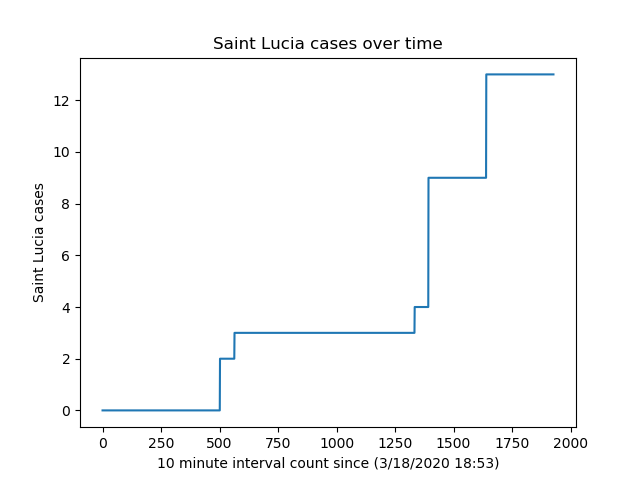 Saint Lucia cases over time
Saint Lucia cases
12
10
8
6
4
2
0
0 250 500 750 1000 1250 1500 1750 2000
10 minute interval count since (3/18/2020 18:53)